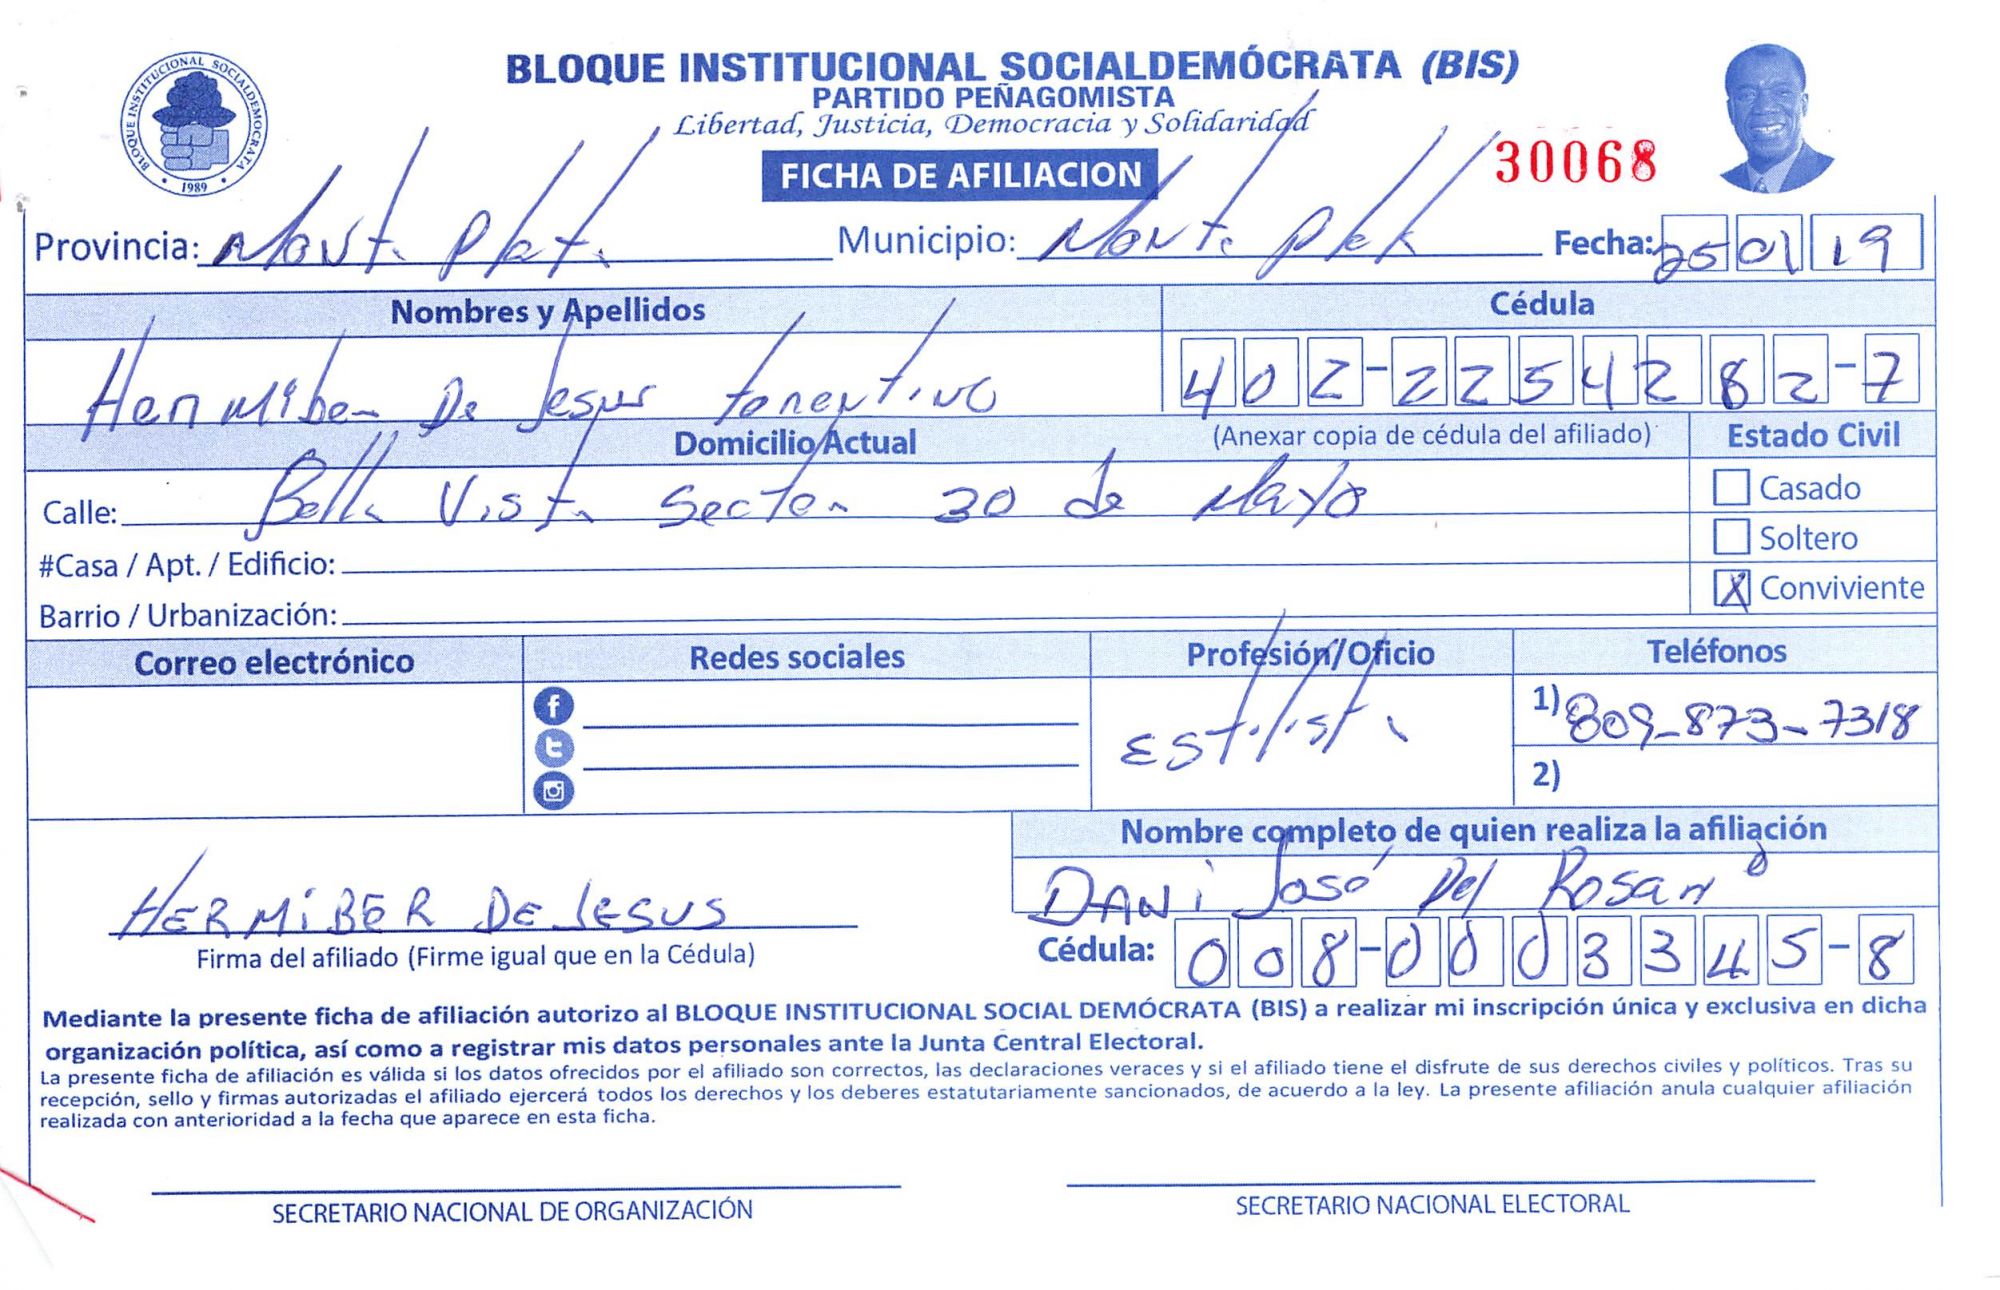 BLOQUE INSTITUCIONAL SOCIALDEMÓCRATA (BIS)
PARTIDO PEÑAGOMISTA
Libertad, Justicia, Democracia y Solidaridad
BLOQUE INSTITUCIONAL SOCIALDEMOCRATA
1989
FICHA DE AFILIACION
30068
Provincia: Monte Plata Municipio: Monte Plata Fecha: 25 01 19
Nombres y Apellidos Cédula
Hermiber De Jesus 402-2254282-7
Domicilio Actual (Anexar copia de cédula del afiliado) Estado Civil
Calle: Bella Vista Sector 30 de Mayo
Casado
Soltero
#Casa / Apt. / Edificio:
X Conviviente
Barrio / Urbanización:
Correo electrónico Redes sociales Profesión/Oficio Teléfonos
Estilista 1) 809-873-7318
2)
Nombre completo de quien realiza la afiliación
DANi José Del Rosario
HERMiBER DE JESUS
Firma del afiliado (Firme igual que en la Cédula)
Cédula: 008-0003345-8
Mediante la presente ficha de afiliación autorizo al BLOQUE INSTITUCIONAL SOCIAL DEMÓCRATA (BIS) a realizar mi inscripción única y exclusiva en dicha
organización política, así como a registrar mis datos personales ante la Junta Central Electoral.
La presente ficha de afiliación es válida si los datos ofrecidos por el afiliado son correctos, las declaraciones veraces y si el afiliado tiene el disfrute de sus derechos civiles y políticos. Tras su
recepción, sello y firmas autorizadas el afiliado ejercerá todos los derechos y los deberes estatutariamente sancionados, de acuerdo a la ley. La presente afiliación anula cualquier afiliación
realizada con anterioridad a la fecha que aparece en esta ficha.
SECRETARIO NACIONAL DE ORGANIZACIÓN SECRETARIO NACIONAL ELECTORAL